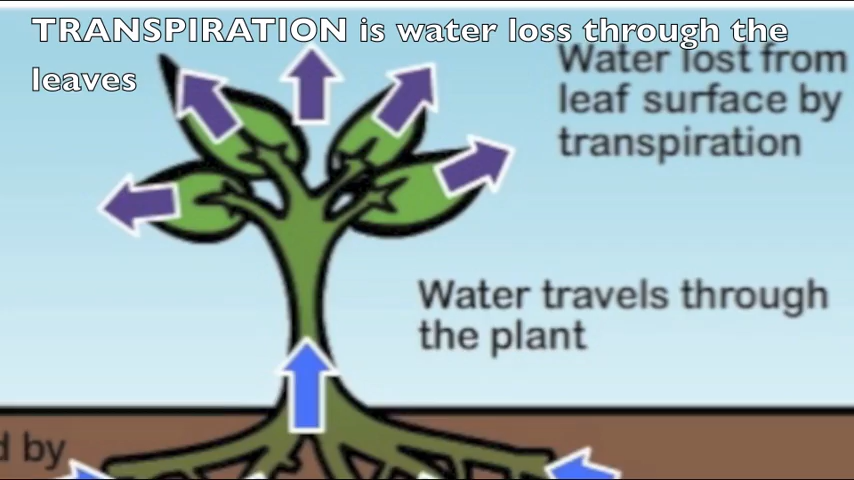 TRANSPIRATION is water loss through the
leaves
Water lost from
leaf surface by
transpiration
Water travels through
the plant
d by